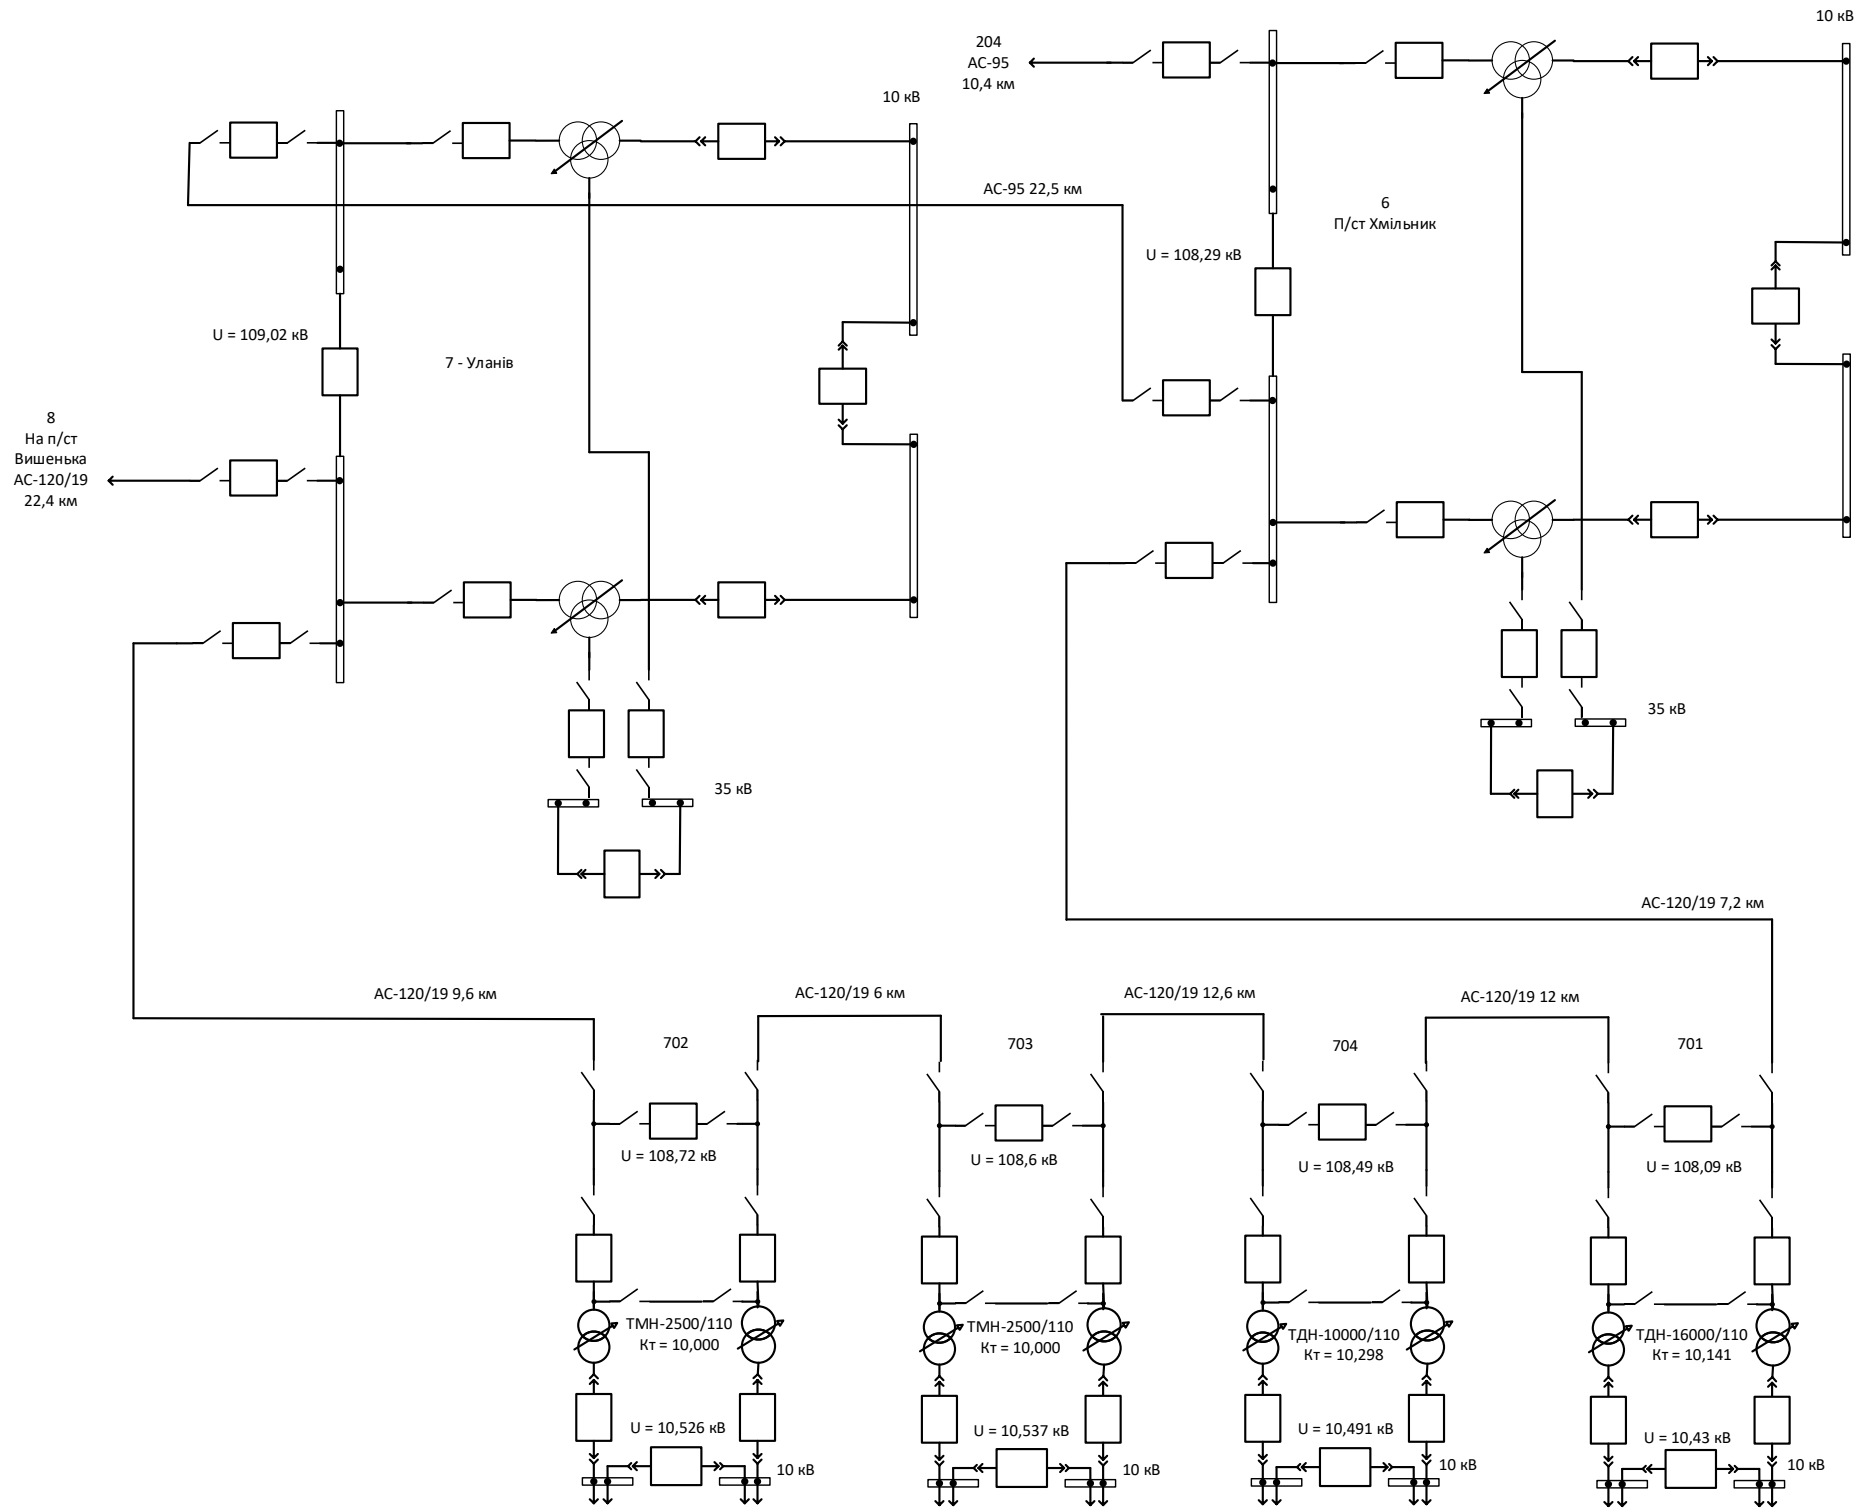 10 кВ
204
АС-95
10,4 км
10 кВ
АС-95 22,5 км
6
П/ст Хмільник
U = 108,29 кВ
U = 109,02 кВ
7 - Уланів
8
На п/ст
Вишенька
АС-120/19
22,4 км
35 кВ
35 кВ
АС-120/19 7,2 км
АС-120/19 9,6 км
АС-120/19 6 км
АС-120/19 12,6 км
АС-120/19 12 км
702
703
704
701
U = 108,72 кВ
U = 108,6 кВ
U = 108,49 кВ
U = 108,09 кВ
ТМН-2500/110
Кт = 10,000
ТМН-2500/110
Кт = 10,000
ТДН-10000/110
Кт = 10,298
ТДН-16000/110
Кт = 10,141
U = 10,526 кВ
U = 10,537 кВ
U = 10,491 кВ
U = 10,43 кВ
10 кВ
10 кВ
10 кВ
10 кВ